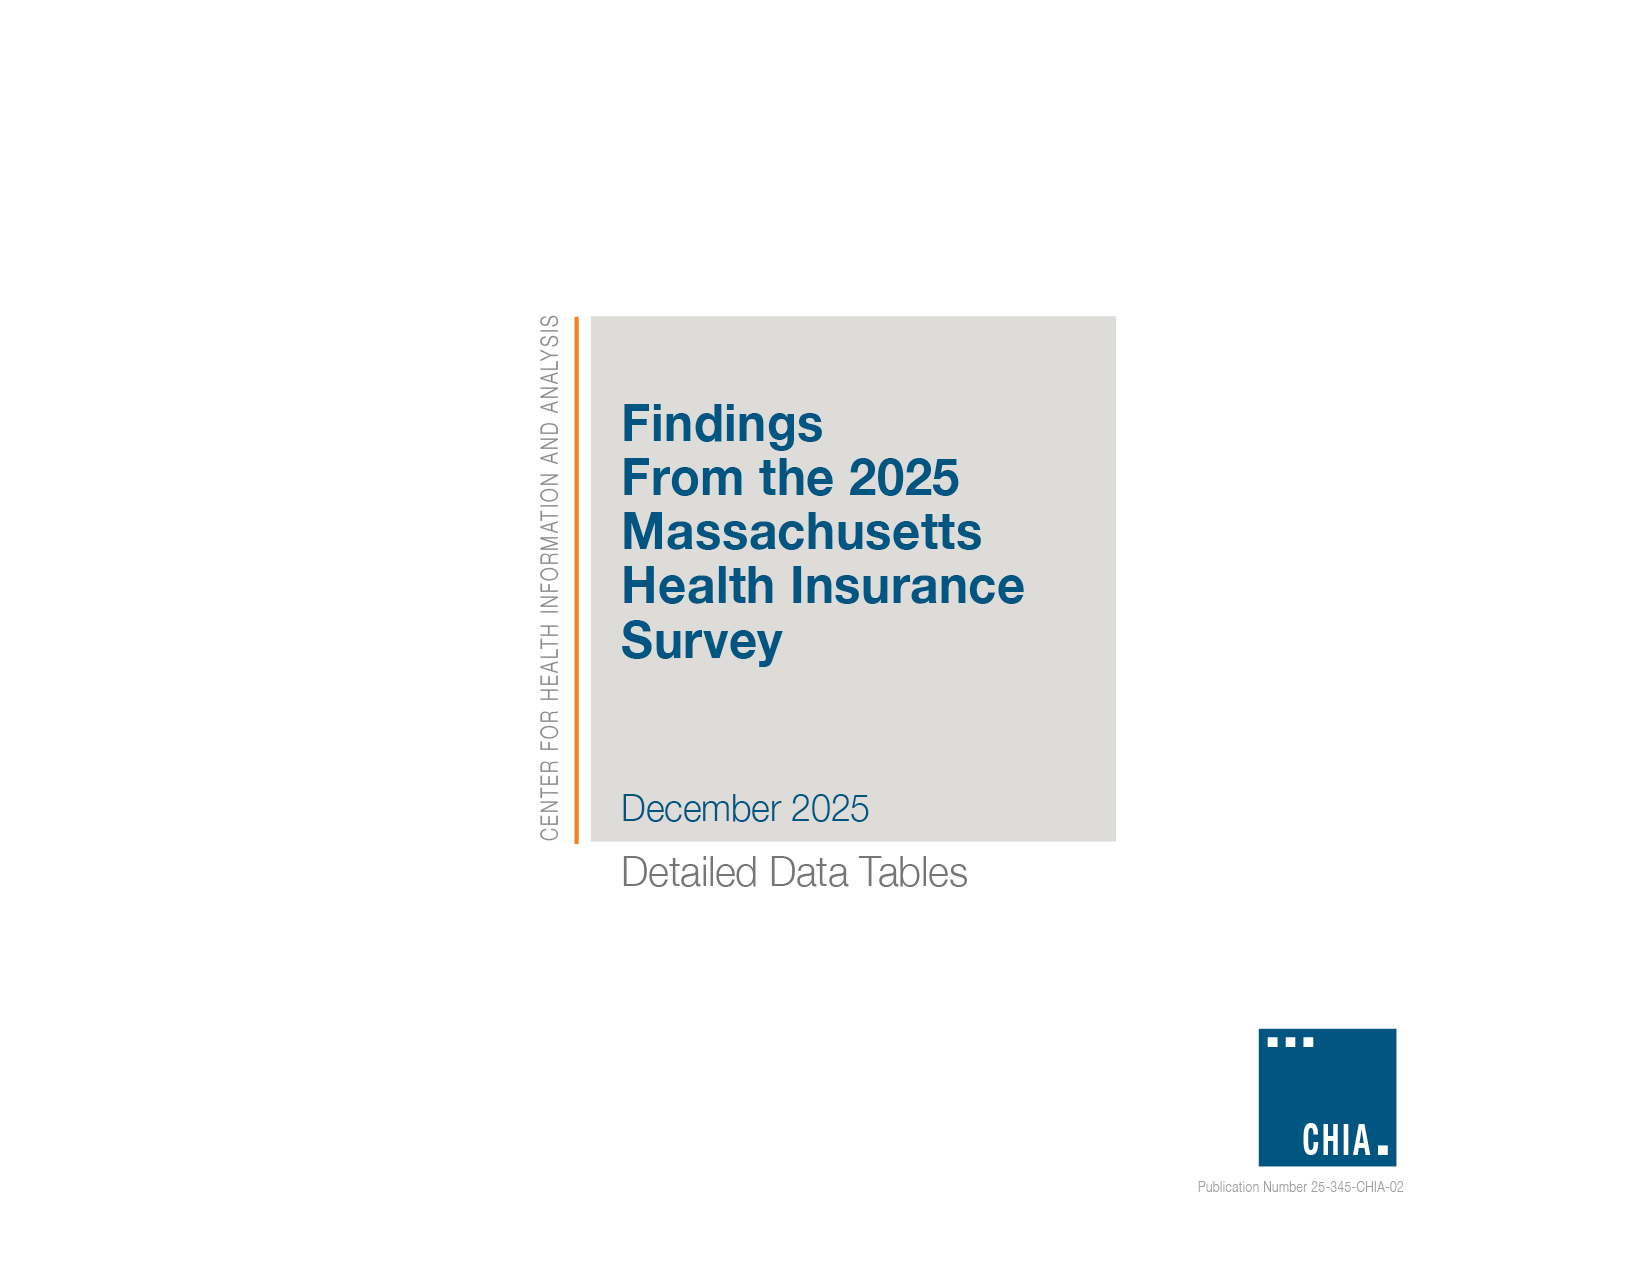 CENTER FOR HEALTH INFORMATION AND ANALYSIS
Findings
From the 2025
Massachusetts
Health Insurance
Survey
December 2025
Detailed Data Tables
CHIA.
Publication Number 25-345-CHIA-02